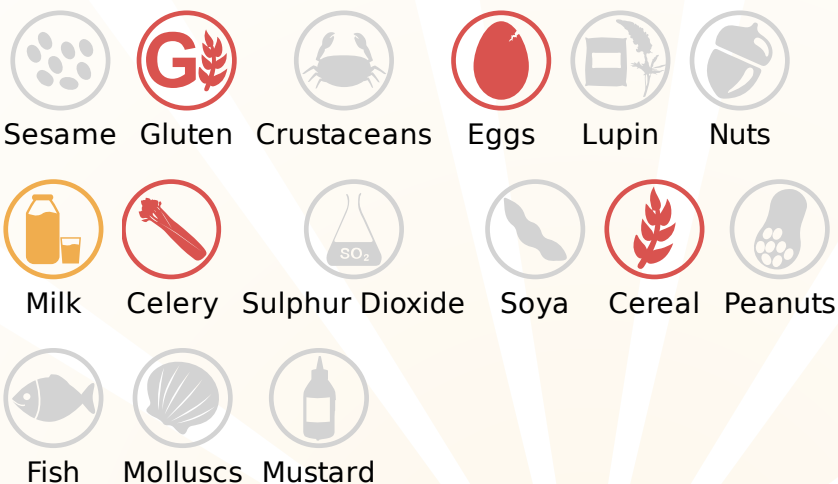 G
Sesame Gluten Crustaceans Eggs Lupin Nuts
SO₂
Milk Celery Sulphur Dioxide Soya Cereal Peanuts
Fish Molluscs Mustard